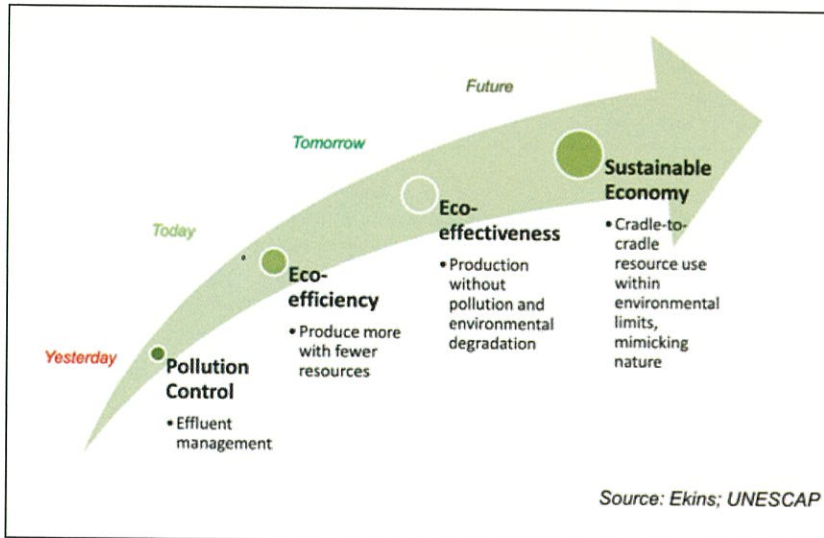 Future
Tomorrow
Today
Yesterday
Pollution
Control
• Effluent
management
Eco-
efficiency
• Produce more
with fewer
resources
Eco-
effectiveness
• Production
without
pollution and
environmental
degradation
Sustainable
Economy
• Cradle-to-
cradle
resource use
within
environmental
limits,
mimicking
nature
Source: Ekins; UNESCAP